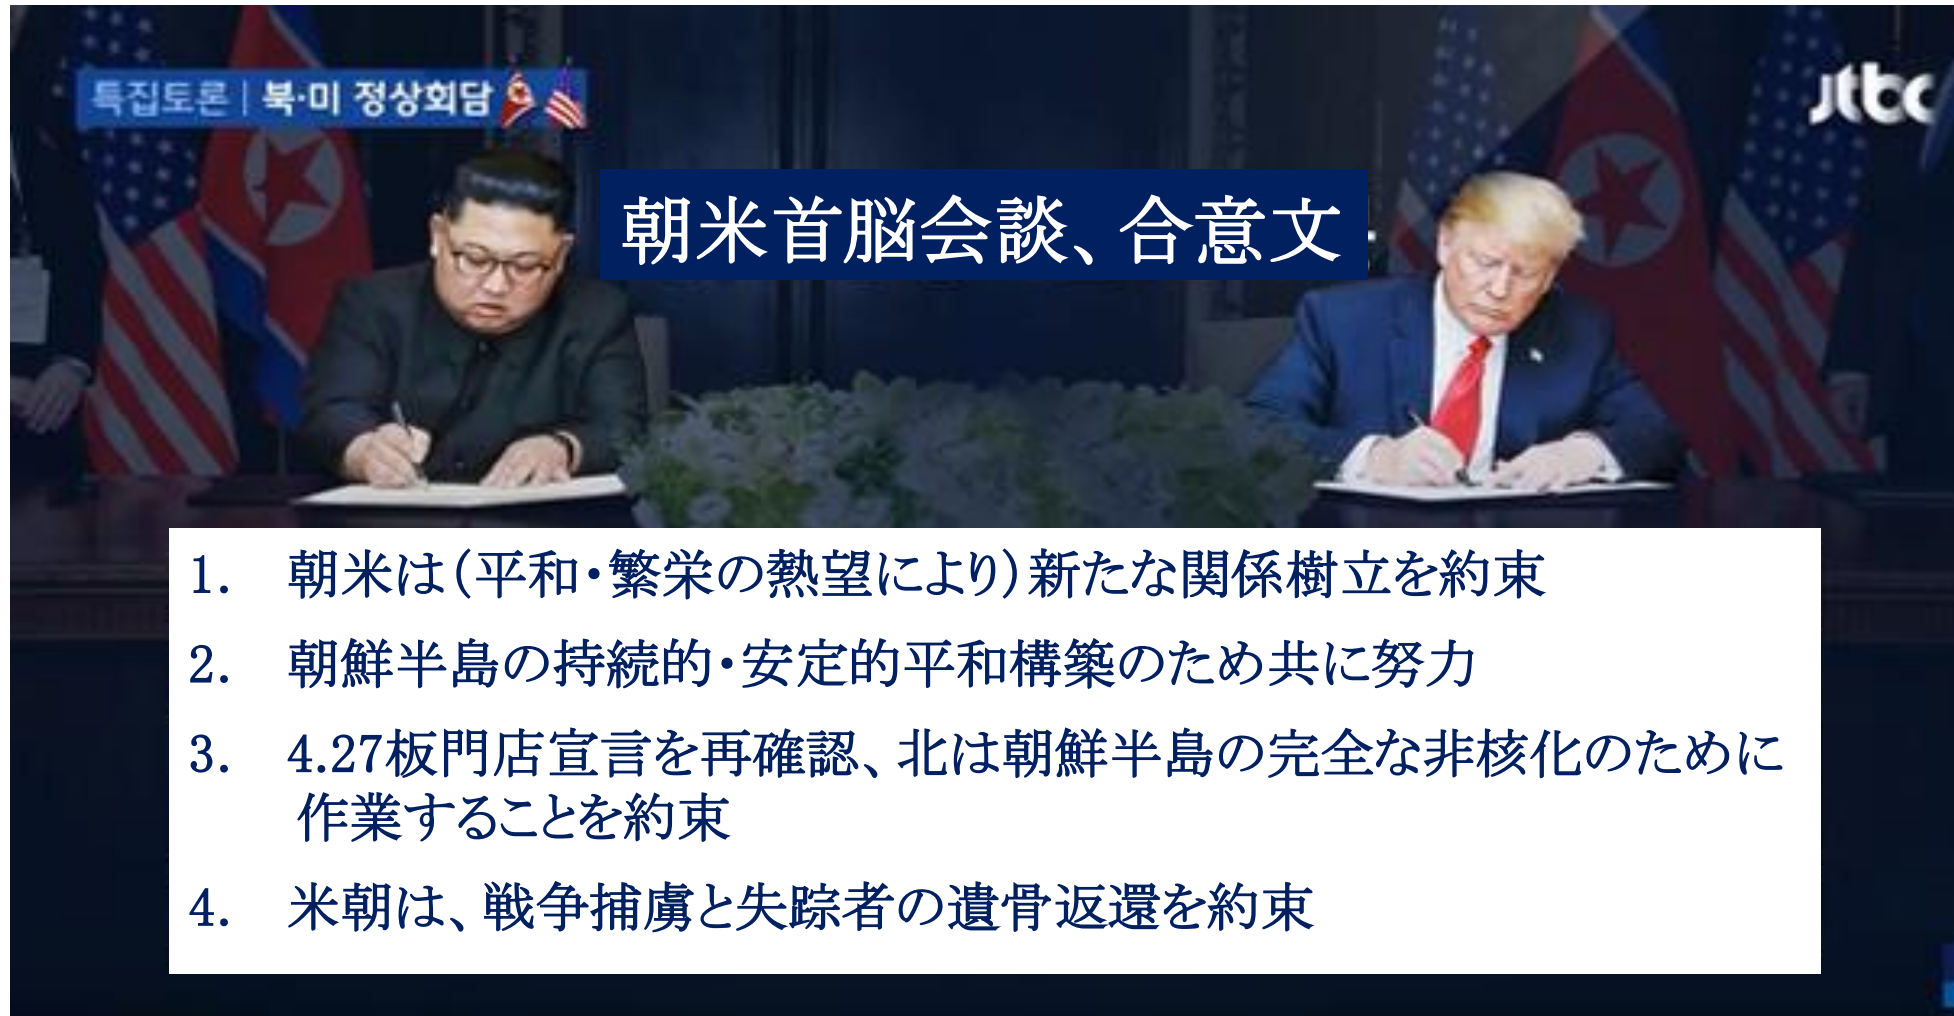 특집토론 | 북·미 정상회담
jtbc
朝米首脳会談、合意文
1. 朝米は（平和・繁栄の熱望により）新たな関係樹立を約束
2. 朝鮮半島の持続的・安定的平和構築のため共に努力
3. 4.27板門店宣言を再確認、北は朝鮮半島の完全な非核化のために
作業することを約束
4. 米朝は、戦争捕虜と失踪者の遺骨返還を約束